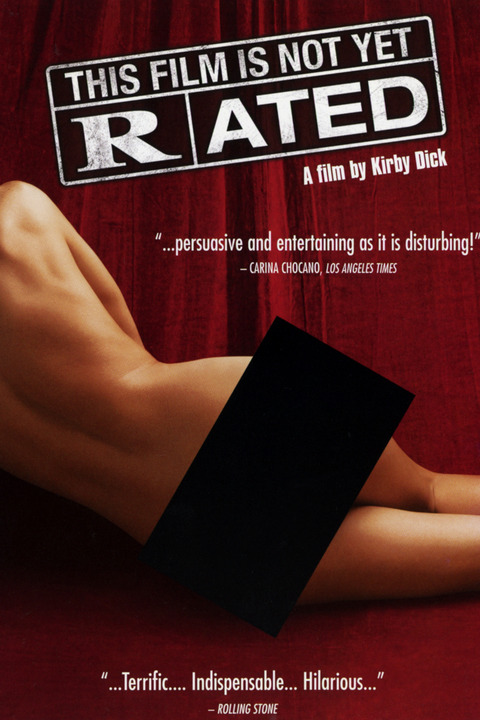 THIS FILM IS NOT YET
RATED
A film by Kirby Dick
“...persuasive and entertaining as it is disturbing!”
– CARINA CHOCANO, LOS ANGELES TIMES
“...Terrific.... Indispensable... Hilarious...”
– ROLLING STONE